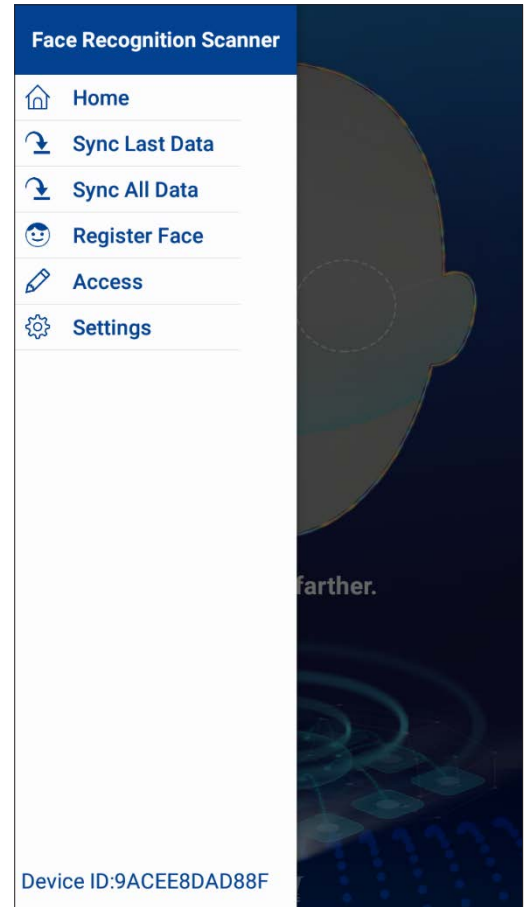 Face Recognition Scanner
Home
Sync Last Data
Sync All Data
Register Face
Access
Settings
farther.
Device ID:9ACEE8DAD88F